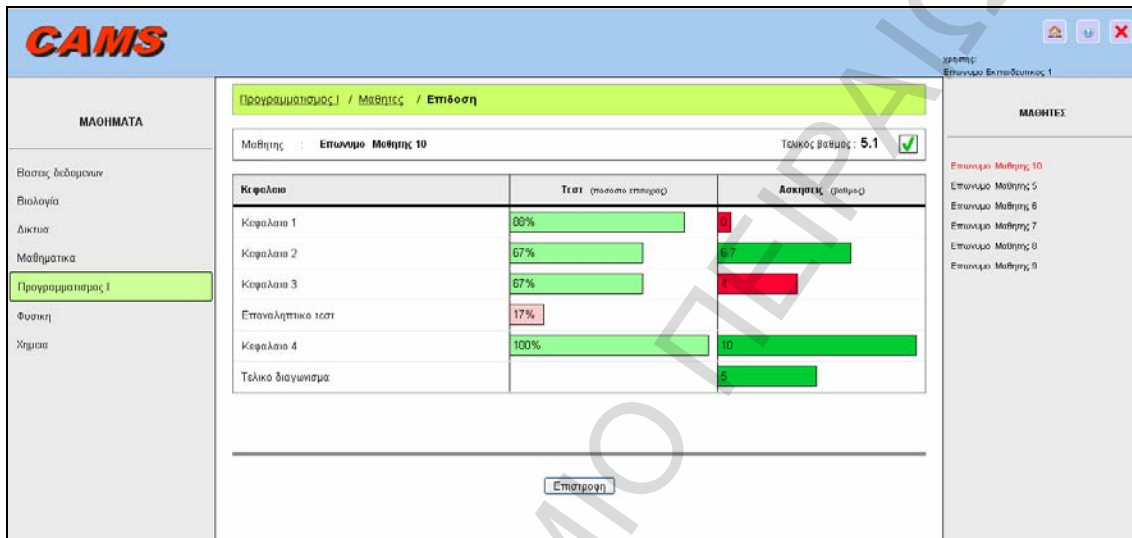 CAMS
χρηστης:
Επωνυμο Εκπαιδευτικος 1
ΜΑΘΗΜΑΤΑ
Βασεις δεδομενων
Βιολογία
Δικτυα
Μαθηματικα
Προγραμματισμος Ι
Φυσικη
Χημεια
Προγραμματισμος Ι / Μαθητες / Επιδοση
Μαθητης : Επωνυμο Μαθητης 10 Τελικος βαθμος : 5.1
Κεφαλαιο Τεστ (ποσοστο επιτυχιας) Ασκησεις (βαθμος)
Κεφαλαιο 1 88% 0
Κεφαλαιο 2 67% 6.7
Κεφαλαιο 3 67% 4
Επαναληπτικο τεστ 17%
Κεφαλαιο 4 100% 10
Τελικο διαγωνισμα 5
Επιστροφη
ΜΑΘΗΤΕΣ
Επωνυμο Μαθητης 10
Επωνυμο Μαθητης 5
Επωνυμο Μαθητης 6
Επωνυμο Μαθητης 7
Επωνυμο Μαθητης 8
Επωνυμο Μαθητης 9